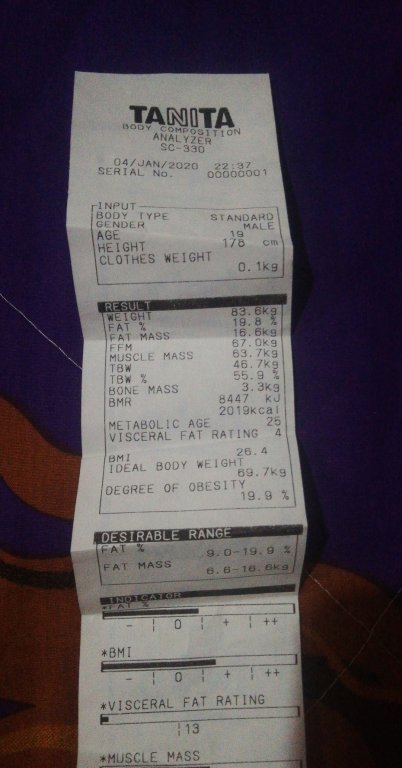 TANITA
BODY COMPOSITION
ANALYZER
SC-330
04/JAN/2020 22:37
SERIAL No. 00000001
INPUT
BODY TYPE STANDARD
GENDER MALE
AGE 19
HEIGHT 178 cm
CLOTHES WEIGHT
0.1kg
RESULT
WEIGHT 83.6kg
FAT % 19.8 %
FAT MASS 16.6kg
FFM 67.0kg
MUSCLE MASS 63.7kg
TBW 46.7kg
TBW % 55.9 %
BONE MASS 3.3kg
BMR 8447 kJ
2019kcal
METABOLIC AGE 25
VISCERAL FAT RATING 4
BMI 26.4
IDEAL BODY WEIGHT
69.7kg
DEGREE OF OBESITY
19.9 %
DESIRABLE RANGE
FAT % 9.0-19.9 %
FAT MASS 6.6-16.6kg
INDICATOR
*FAT %
- | 0 | + | ++
*BMI
- | 0 | + | ++
*VISCERAL FAT RATING
|13
*MUSCLE MASS